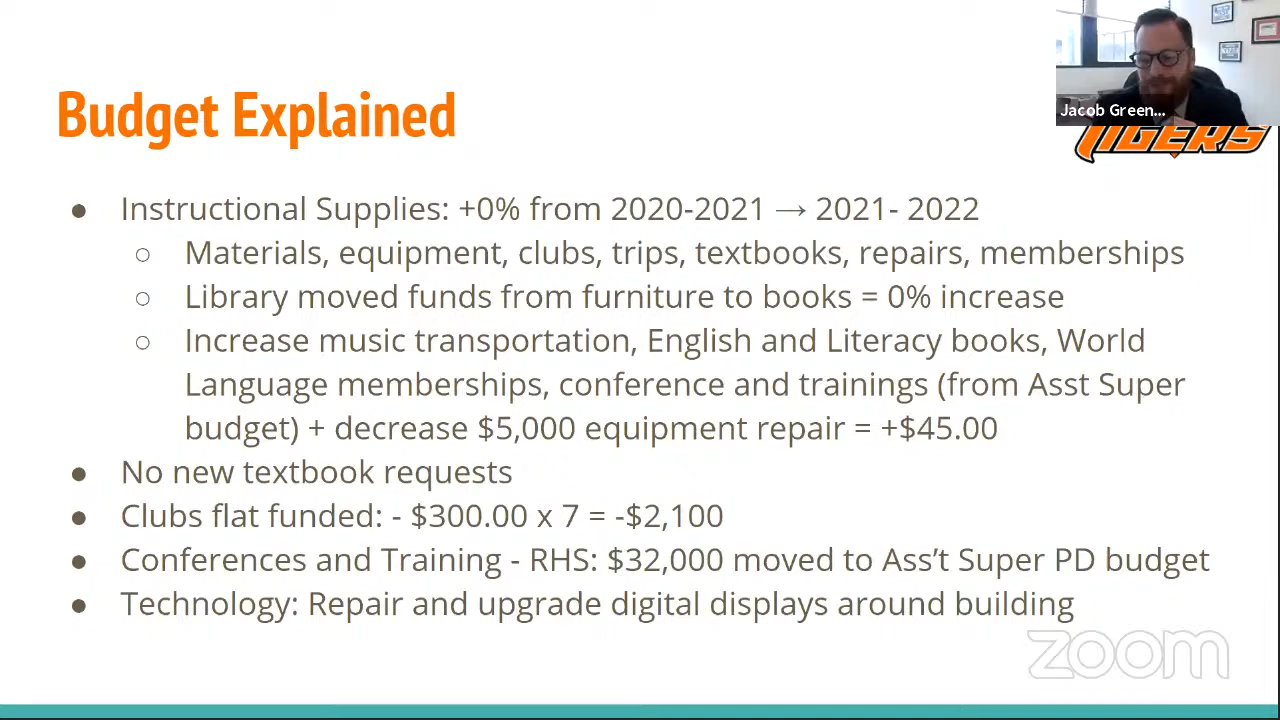 Jacob Green...
TIGERS
Budget Explained
● Instructional Supplies: +0% from 2020-2021 → 2021- 2022
○ Materials, equipment, clubs, trips, textbooks, repairs, memberships
○ Library moved funds from furniture to books = 0% increase
○ Increase music transportation, English and Literacy books, World
Language memberships, conference and trainings (from Asst Super
budget) + decrease $5,000 equipment repair = +$45.00
● No new textbook requests
● Clubs flat funded: - $300.00 x 7 = -$2,100
● Conferences and Training - RHS: $32,000 moved to Ass’t Super PD budget
● Technology: Repair and upgrade digital displays around building
zoom